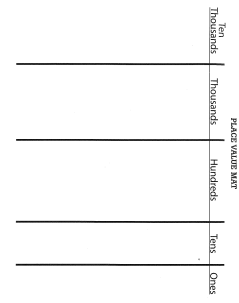 PLACE VALUE MAT
Ten
Thousands
Thousands
Hundreds
Tens
Ones